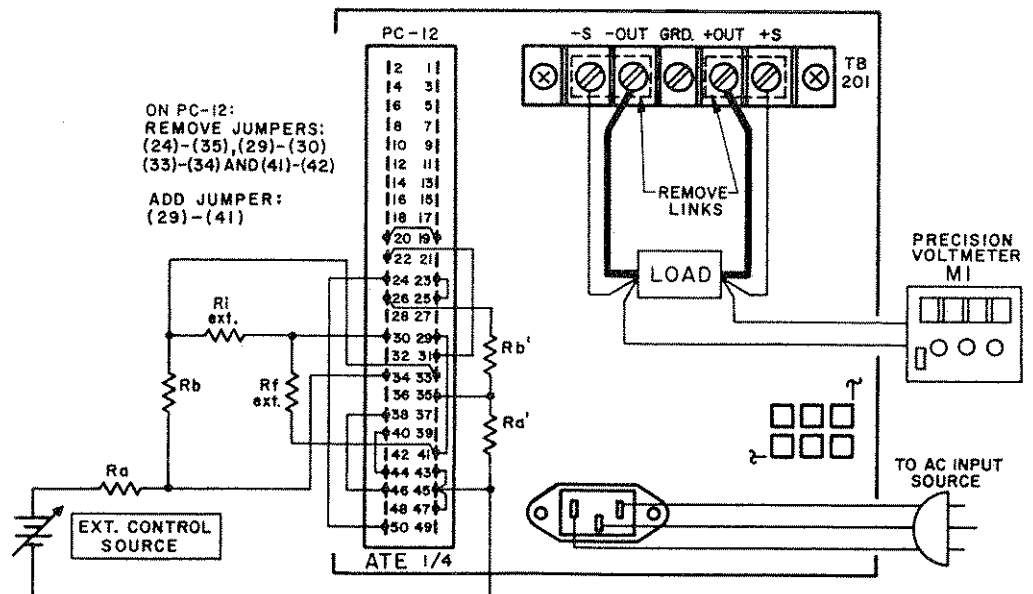 PC-12
-S -OUT GRD. +OUT +S
TB
201
2 1
4 3
6 5
8 7
10 9
12 11
14 13
16 15
18 17
20 19
22 21
24 23
26 25
28 27
30 29
32 31
34 33
36 35
38 37
40 39
42 41
44 43
46 45
48 47
50 49
ATE 1/4
ON PC-12:
REMOVE JUMPERS:
(24)-(35),(29)-(30)
(33)-(34) AND (41)-(42)
ADD JUMPER:
(29)-(41)
REMOVE
LINKS
LOAD
PRECISION
VOLTMETER
M1
Ri
ext.
Rb
Rf
ext.
Rb'
Ra'
Ra
EXT. CONTROL
SOURCE
TO AC INPUT
SOURCE